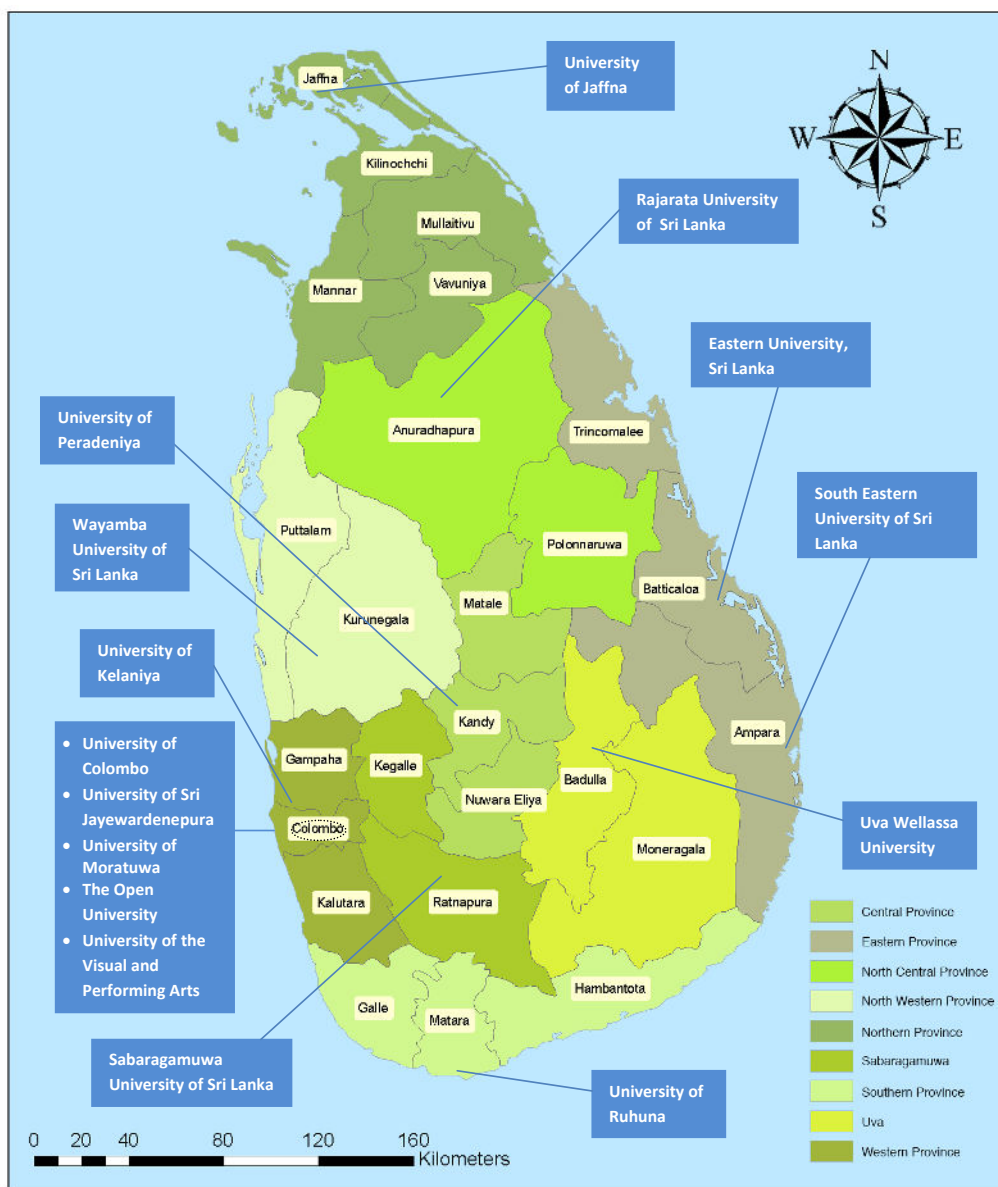 University
of Jaffna
N
W
E
S
Jaffna
Kilinochchi
Rajarata University
of Sri Lanka
Mullaitivu
Vavuniya
Mannar
Eastern University,
Sri Lanka
University of
Peradeniya
Anuradhapura
Trincomalee
South Eastern
University of Sri
Lanka
Wayamba
University of
Sri Lanka
Puttalam
Polonnaruwa
Batticaloa
Matale
Kurunegala
University of
Kelaniya
Kandy
Ampara
Gampaha
Kegalle
Badulla
Nuwara Eliya
• University of
Colombo
• University of Sri
Jayewardenepura
• University of
Moratuwa
• The Open
University
• University of the
Visual and
Performing Arts
Colombo
Uva Wellassa
University
Moneragala
Kalutara
Ratnapura
Hambantota
Galle
Matara
Central Province
Eastern Province
North Central Province
North Western Province
Northern Province
Sabaragamuwa
Southern Province
Uva
Western Province
Sabaragamuwa
University of Sri Lanka
University of
Ruhuna
0 20 40 80 120 160
Kilometers